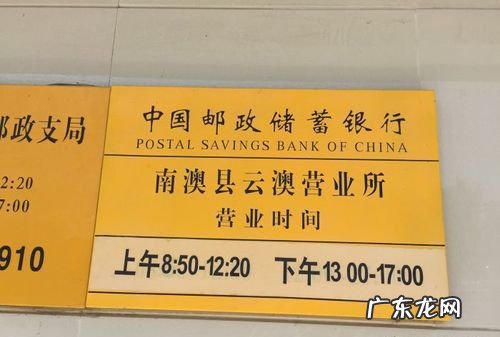 邮政支局
12:20
7:00
910
中国邮政储蓄银行
POSTAL SAVINGS BANK OF CHINA
南澳县云澳营业所
营业时间
上午8:50-12:20 下午13 00-17:00
广东龙网